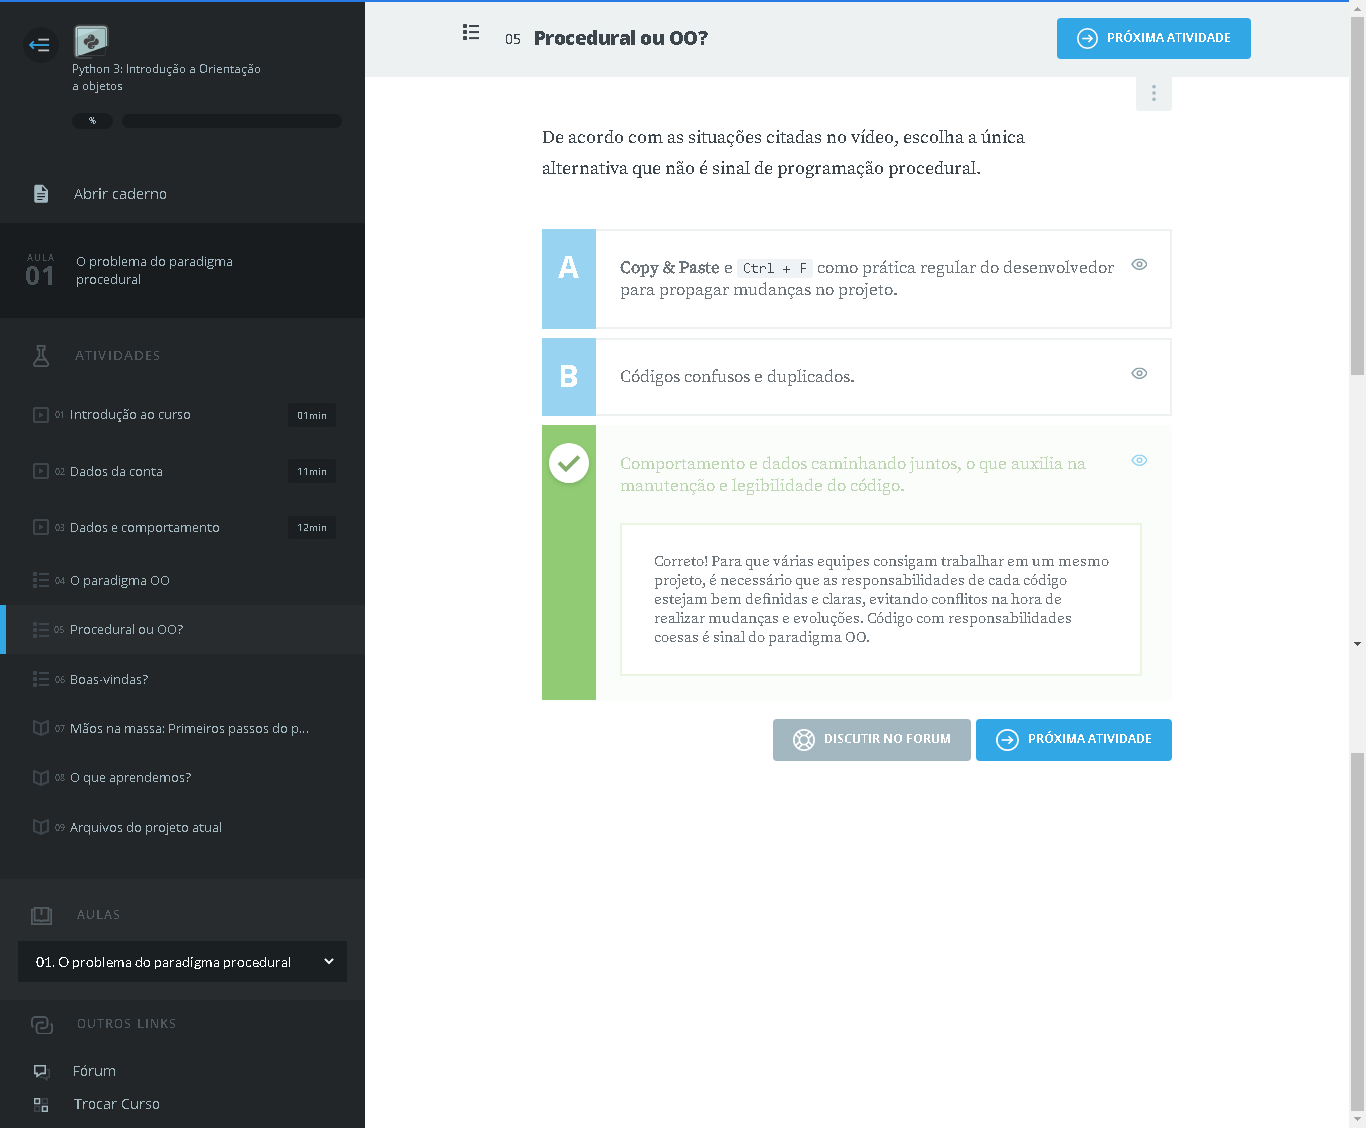 Python 3: Introdução a Orientação
a objetos
%
Abrir caderno
AULA
01
O problema do paradigma
procedural
ATIVIDADES
01 Introdução ao curso 01min
02 Dados da conta 11min
03 Dados e comportamento 12min
04 O paradigma OO
05 Procedural ou OO?
06 Boas-vindas?
07 Mãos na massa: Primeiros passos do p...
08 O que aprendemos?
09 Arquivos do projeto atual
AULAS
01. O problema do paradigma procedural
OUTROS LINKS
Fórum
Trocar Curso
05 Procedural ou OO?
PRÓXIMA ATIVIDADE
De acordo com as situações citadas no vídeo, escolha a única
alternativa que não é sinal de programação procedural.
A
Copy & Paste e Ctrl + F como prática regular do desenvolvedor
para propagar mudanças no projeto.
B
Códigos confusos e duplicados.
Comportamento e dados caminhando juntos, o que auxilia na
manutenção e legibilidade do código.
Correto! Para que várias equipes consigam trabalhar em um mesmo
projeto, é necessário que as responsabilidades de cada código
estejam bem definidas e claras, evitando conflitos na hora de
realizar mudanças e evoluções. Código com responsabilidades
coesas é sinal do paradigma OO.
DISCUTIR NO FORUM
PRÓXIMA ATIVIDADE